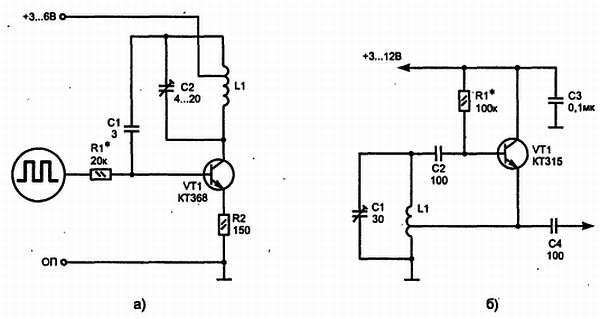 +3...6В
C2
4...20
L1
C1
3
R1*
20к
VT1
КТ368
R2
150
ОП
а)
+3...12В
R1*
100к
C3
0,1мк
VT1
КТ315
C2
100
C1
30
L1
C4
100
б)